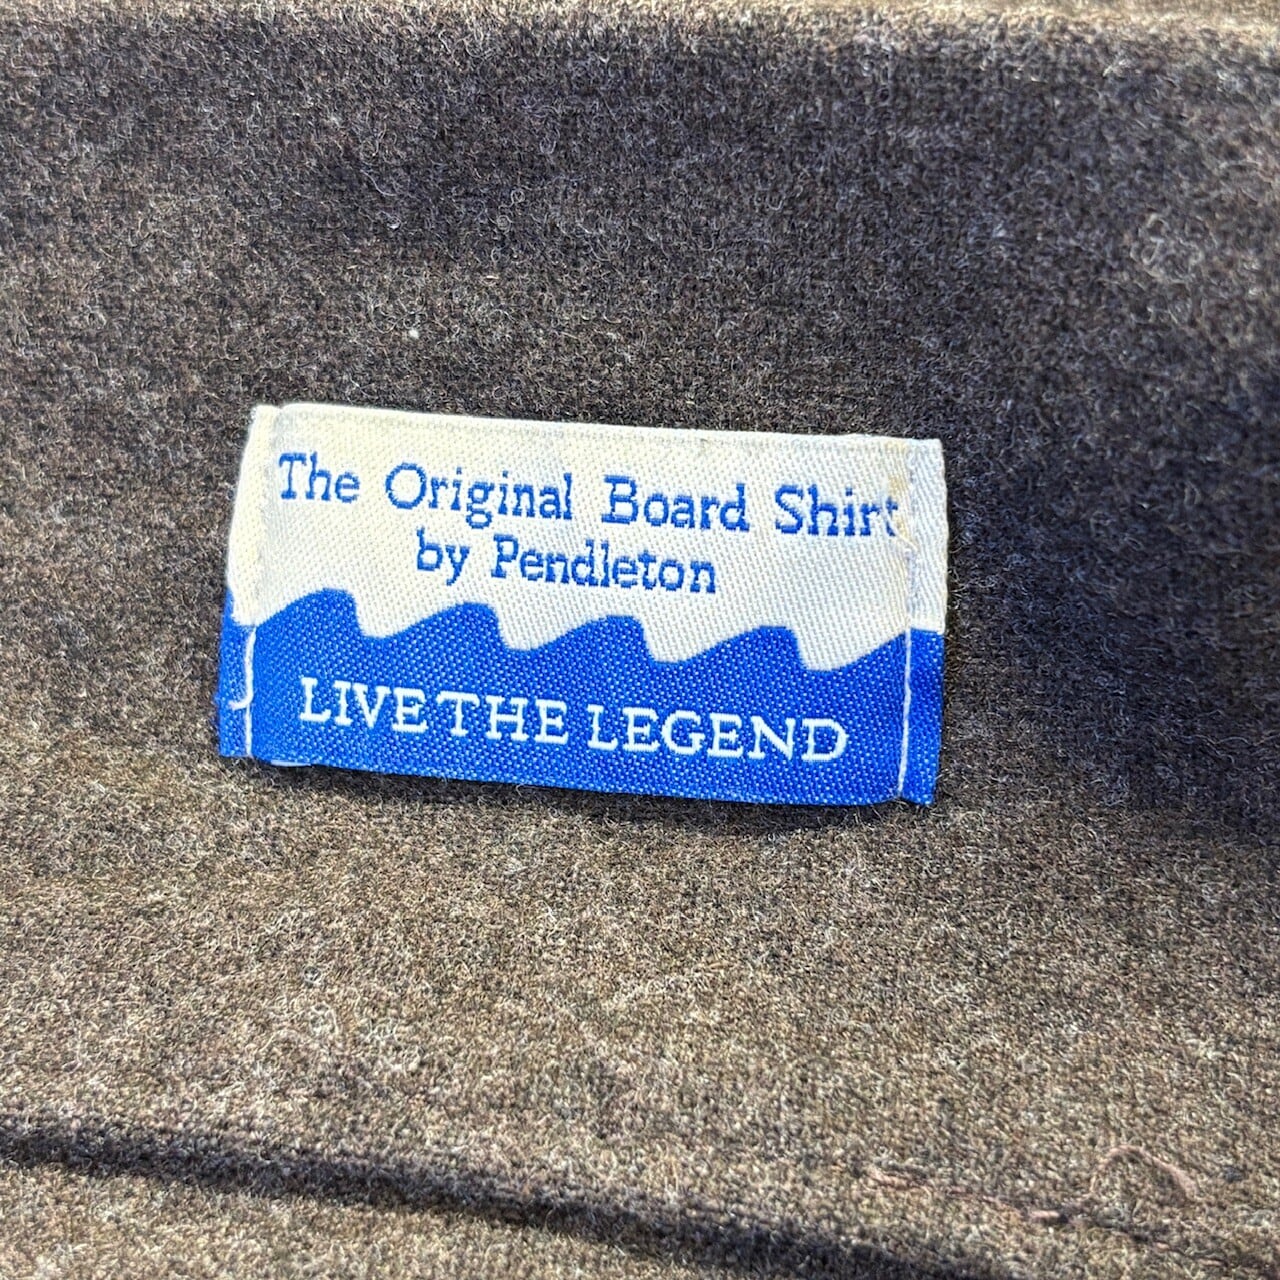 The Original Board Shirt
by Pendleton
LIVE THE LEGEND